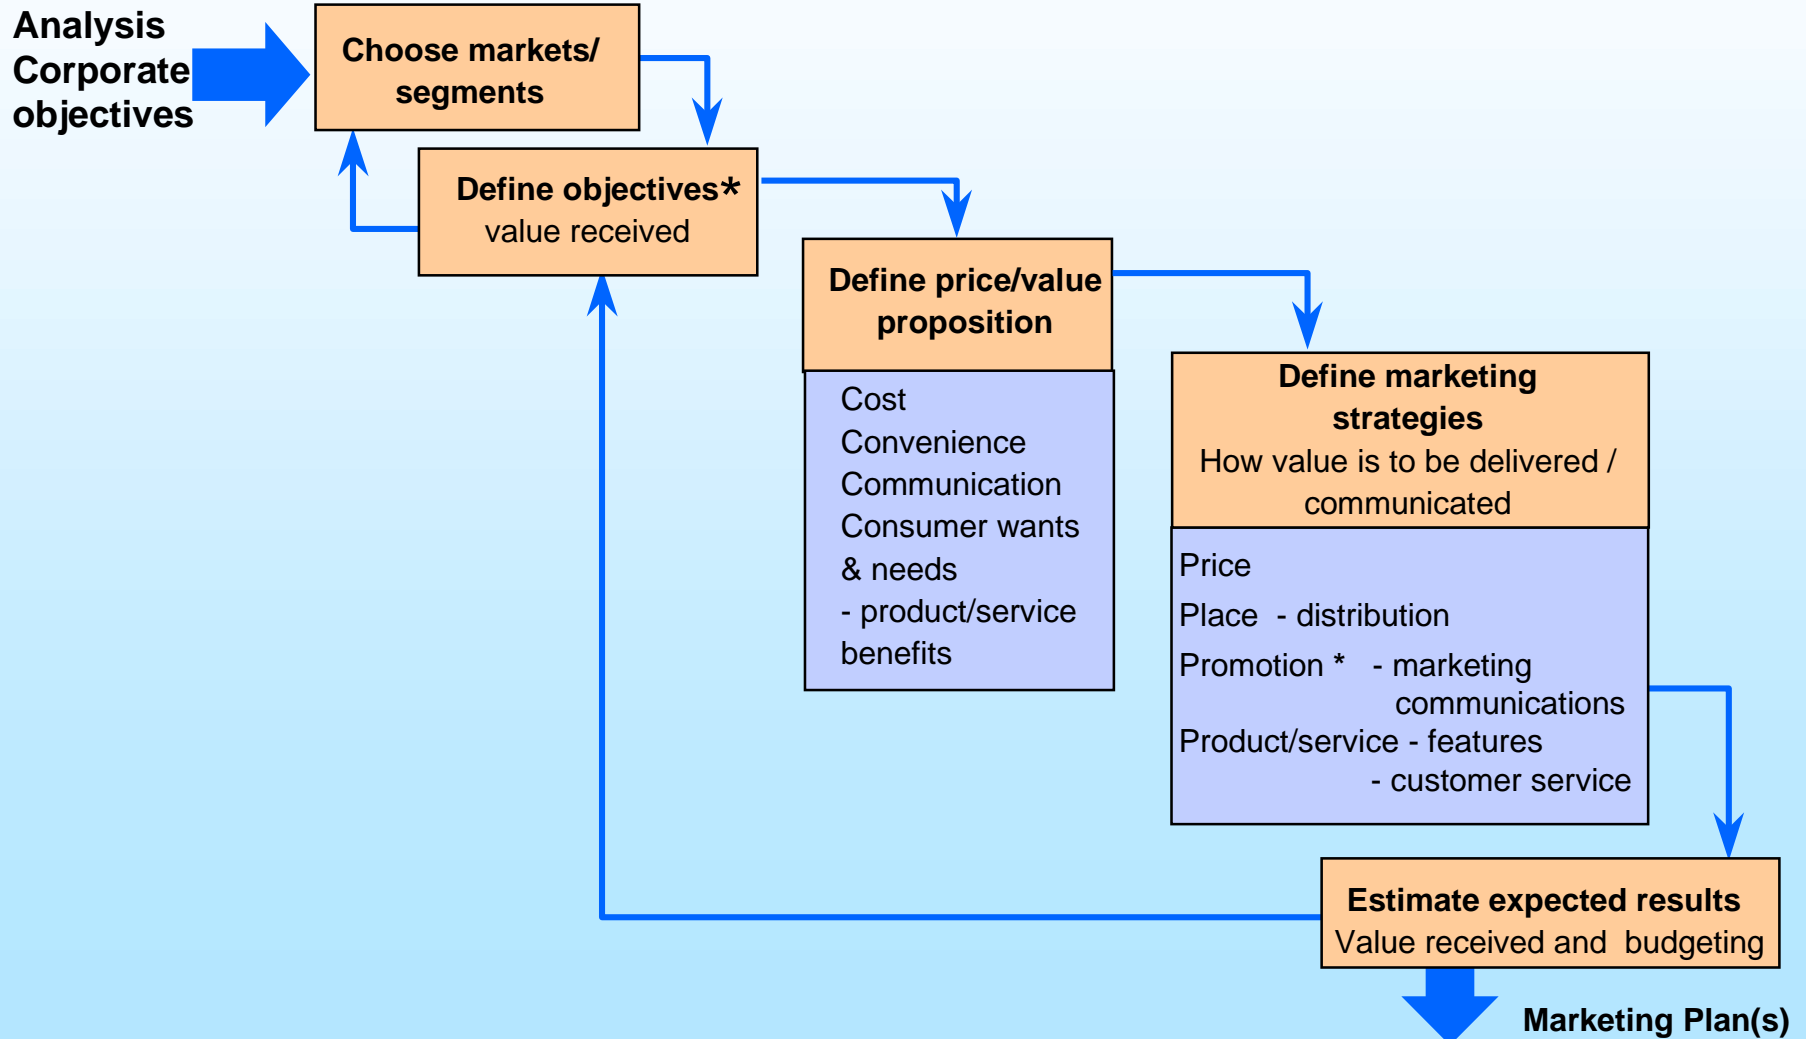 Analysis
Corporate
objectives
Choose markets/
segments
Define objectives*
value received
Define price/value
proposition
Cost
Convenience
Communication
Consumer wants
& needs
- product/service
benefits
Define marketing
strategies
How value is to be delivered /
communicated
Price
Place - distribution
Promotion * - marketing
communications
Product/service - features
- customer service
Estimate expected results
Value received and budgeting
Marketing Plan(s)